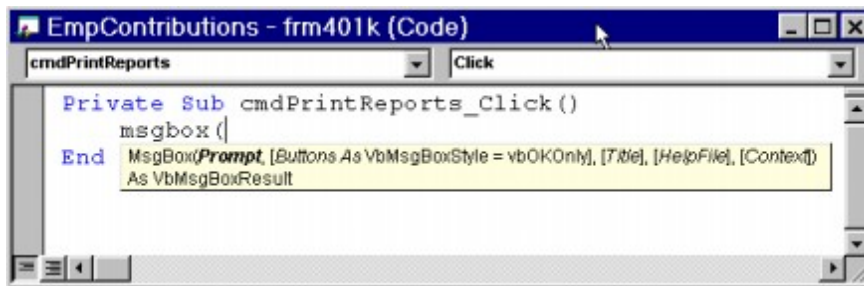 EmpContributions - frm401k (Code)
cmdPrintReports Click
Private Sub cmdPrintReports_Click()
msgbox(
End
MsgBox(Prompt, [Buttons As VbMsgBoxStyle = vbOKOnly], [Title], [HelpFile], [Context])
As VbMsgBoxResult